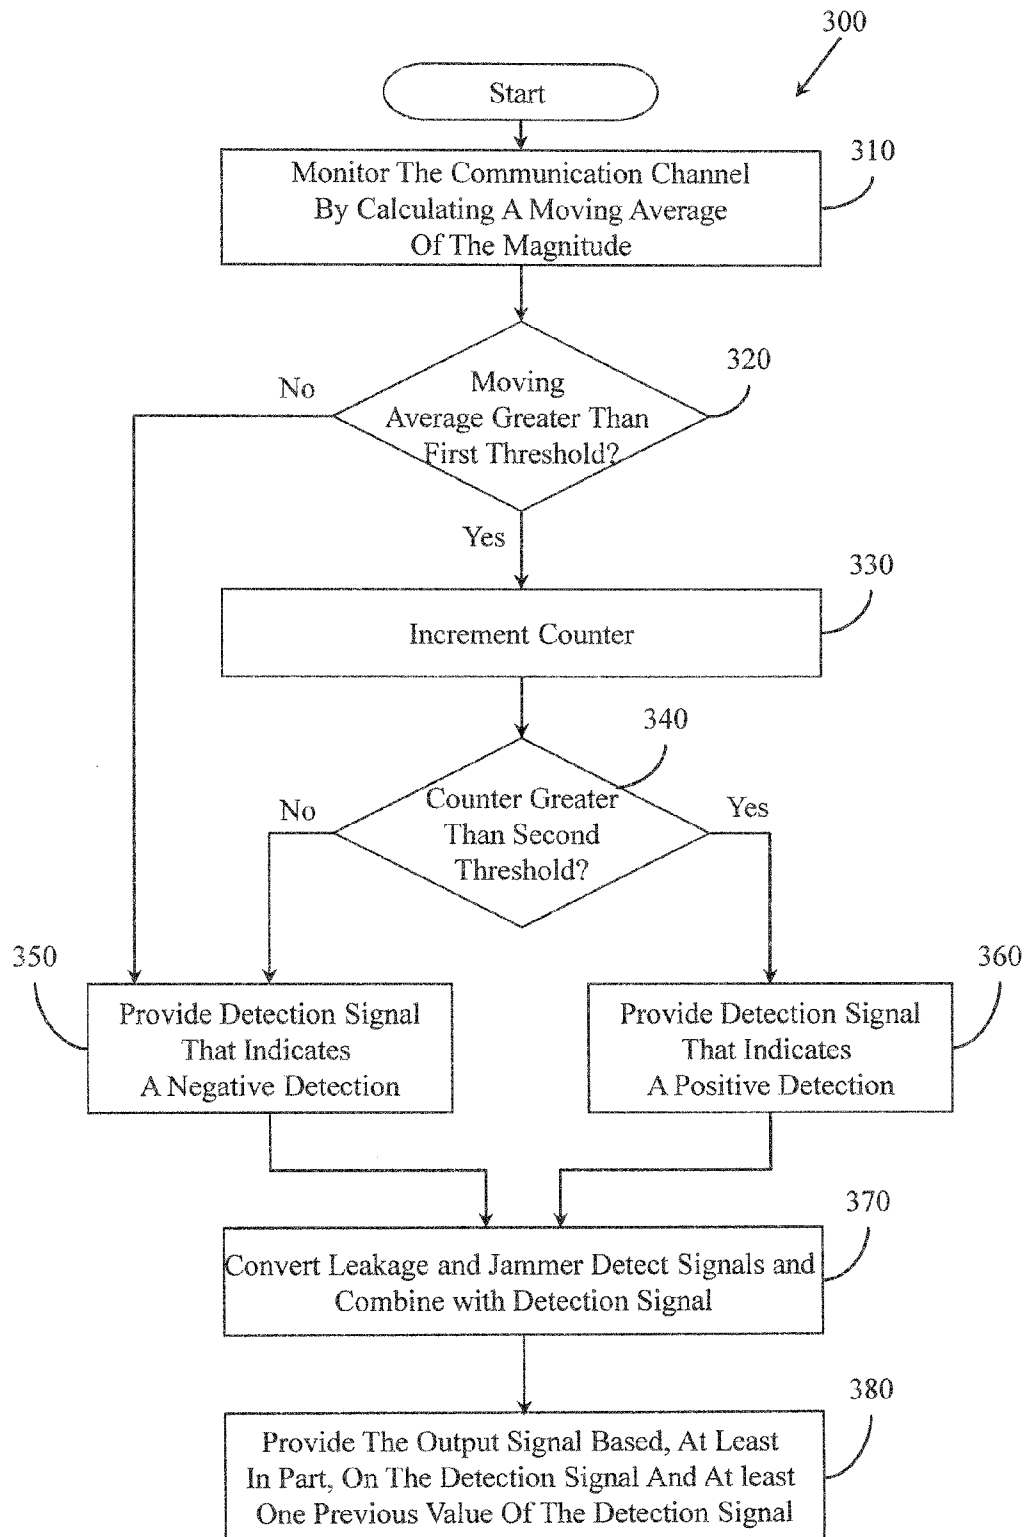 300
Start
310
Monitor The Communication Channel
By Calculating A Moving Average
Of The Magnitude
320
No
Moving
Average Greater Than
First Threshold?
Yes
330
Increment Counter
340
No
Counter Greater
Than Second
Threshold?
Yes
350
360
Provide Detection Signal
That Indicates
A Negative Detection
Provide Detection Signal
That Indicates
A Positive Detection
370
Convert Leakage and Jammer Detect Signals and
Combine with Detection Signal
380
Provide The Output Signal Based, At Least
In Part, On The Detection Signal And At least
One Previous Value Of The Detection Signal